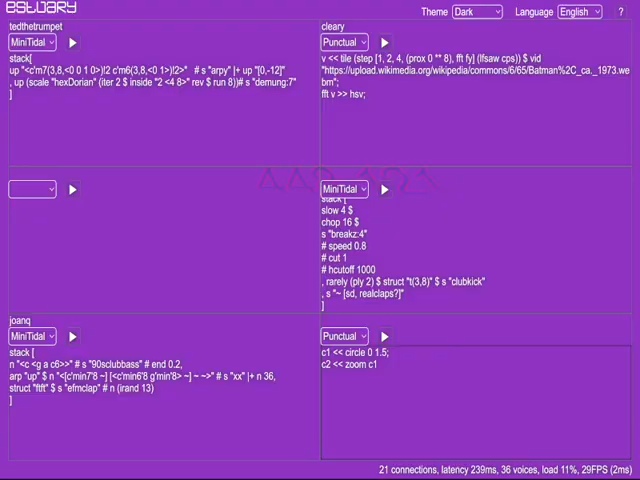 estuary
Theme Dark Language English ?
tedthetrumpet
MiniTidal
stack[
up "<c'm7(3,8,<0 0 1 0>)!2 c'm6(3,8,<0 1>)!2>" # s "arpy" |+ up "[0,-12]"
, up (scale "hexDorian" (iter 2 $ inside "2 <4 8>" rev $ run 8))# s "demung:7"
]
cleary
Punctual
v << tile (step [1, 2, 4, (prox 0 ** 8), fft fy] (lfsaw cps)) $ vid
"https://upload.wikimedia.org/wikipedia/commons/6/65/Batman%2C_ca._1973.we
bm";
fft v >> hsv;
MiniTidal
stack [
slow 4 $
chop 16 $
s "breakz:4"
# speed 0.8
# cut 1
# hcutoff 1000
, rarely (ply 2) $ struct "t(3,8)" $ s "clubkick"
, s "~ [sd, realclaps?]"
]
joanq
MiniTidal
stack [
n "<c <g a c6>>" # s "90sclubbass" # end 0.2,
arp "up" $ n "<[c'min7'8 ~] [<c'min6'8 g'min'8> ~] ~ ~>" # s "xx" |+ n 36,
struct "ftft" $ s "efmclap" # n (irand 13)
]
Punctual
c1 << circle 0 1.5;
c2 << zoom c1
21 connections, latency 239ms, 36 voices, load 11%, 29FPS (2ms)